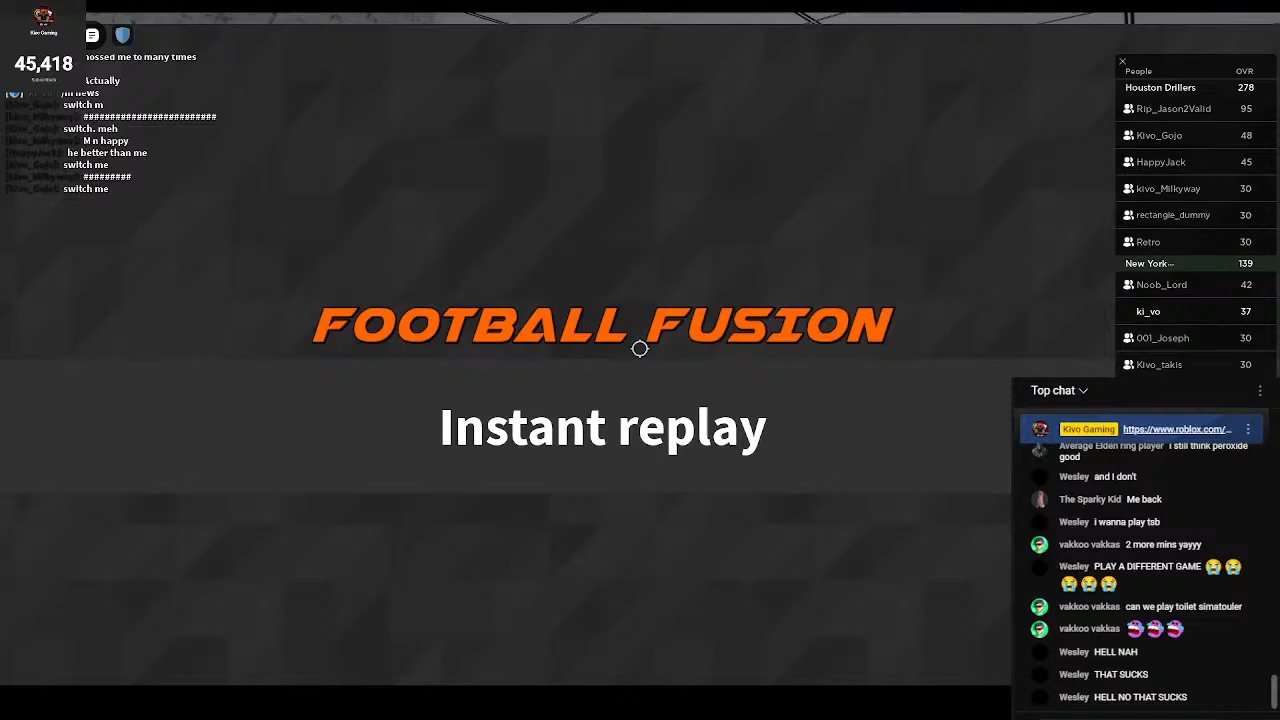 Kivo Gaming
45,418
Subscribers
to many times
Actually
switch m
########################
switch. meh
M n happy
he better than me
switch me
#########
switch me
FOOTBALL FUSION
Instant replay
People OVR
Houston Drillers 278
Rip_Jason2Valid 95
Kivo_Gojo 48
HappyJack 45
kivo_Milkyway 30
rectangle_dummy 30
Retro 30
New York... 139
Noob_Lord 42
ki_vo 37
001_Joseph 30
Kivo_takis 30
Top chat
Kivo Gaming https://www.roblox.com/...
Average Elden ring player I still think peroxide
good
Wesley and I don't
The Sparky Kid Me back
Wesley i wanna play tsb
vakkoo vakkas 2 more mins yayyy
Wesley PLAY A DIFFERENT GAME 😭😭
😭😭😭
vakkoo vakkas can we play toilet simatouler
vakkoo vakkas
Wesley HELL NAH
Wesley THAT SUCKS
Wesley HELL NO THAT SUCKS